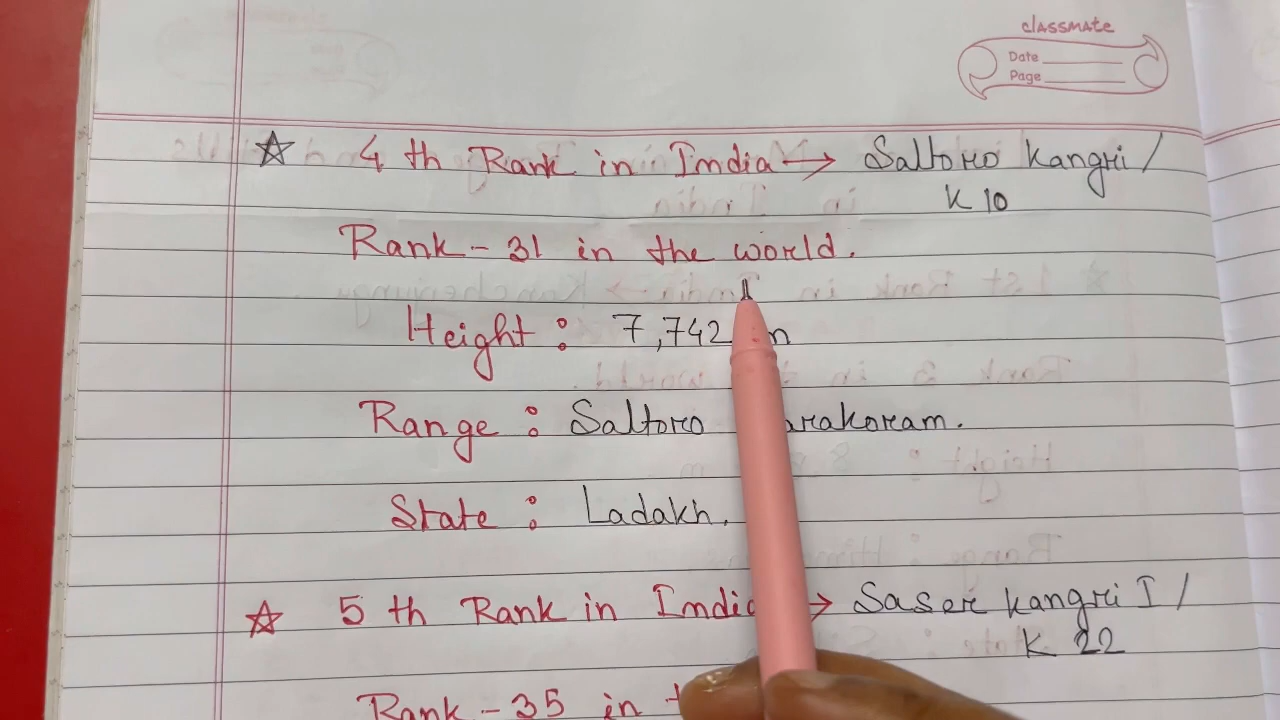 classmate
Date
Page
4 th Rank in India → Saltoro Kangri /
K 10
Rank - 31 in the world.
Height : 7,742
Range : Saltoro
State : Ladakh.
5 th Rank in India → Saser Kangri I /
K 22
Rank - 35 in